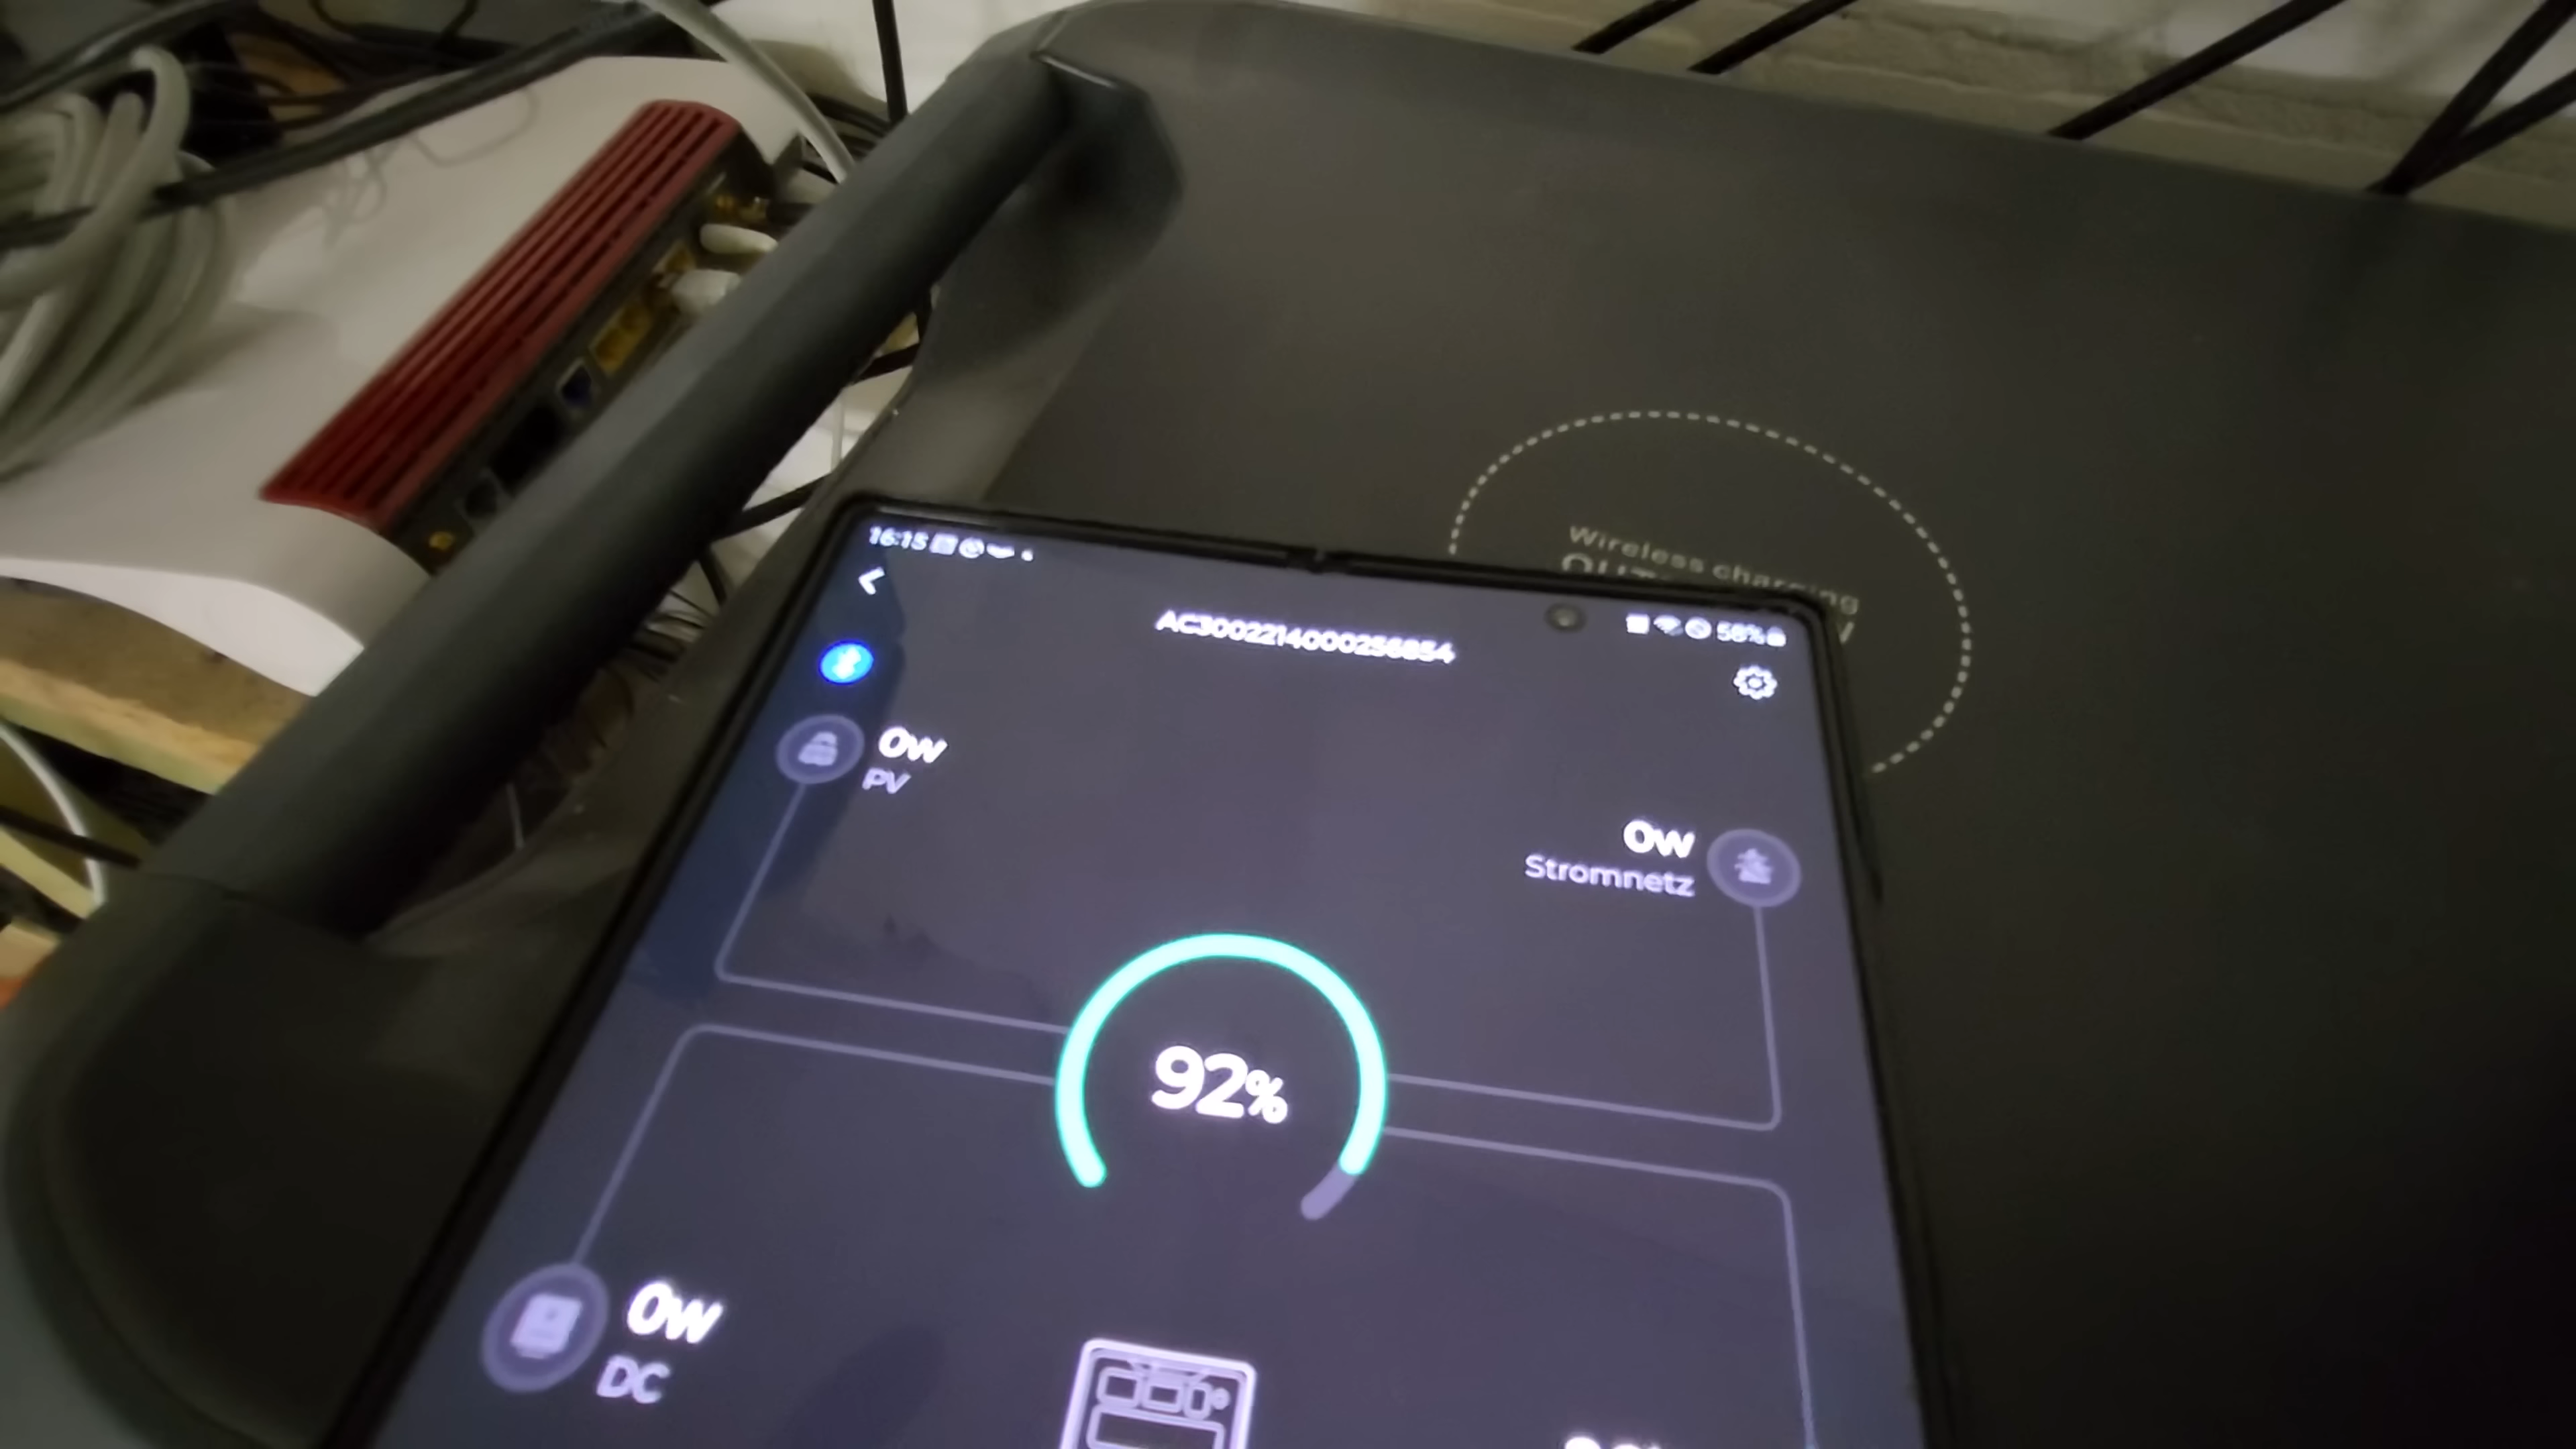 Wireless charging
16:15
58%
AC3002214000256854
0W
PV
0W
Stromnetz
92%
0W
DC